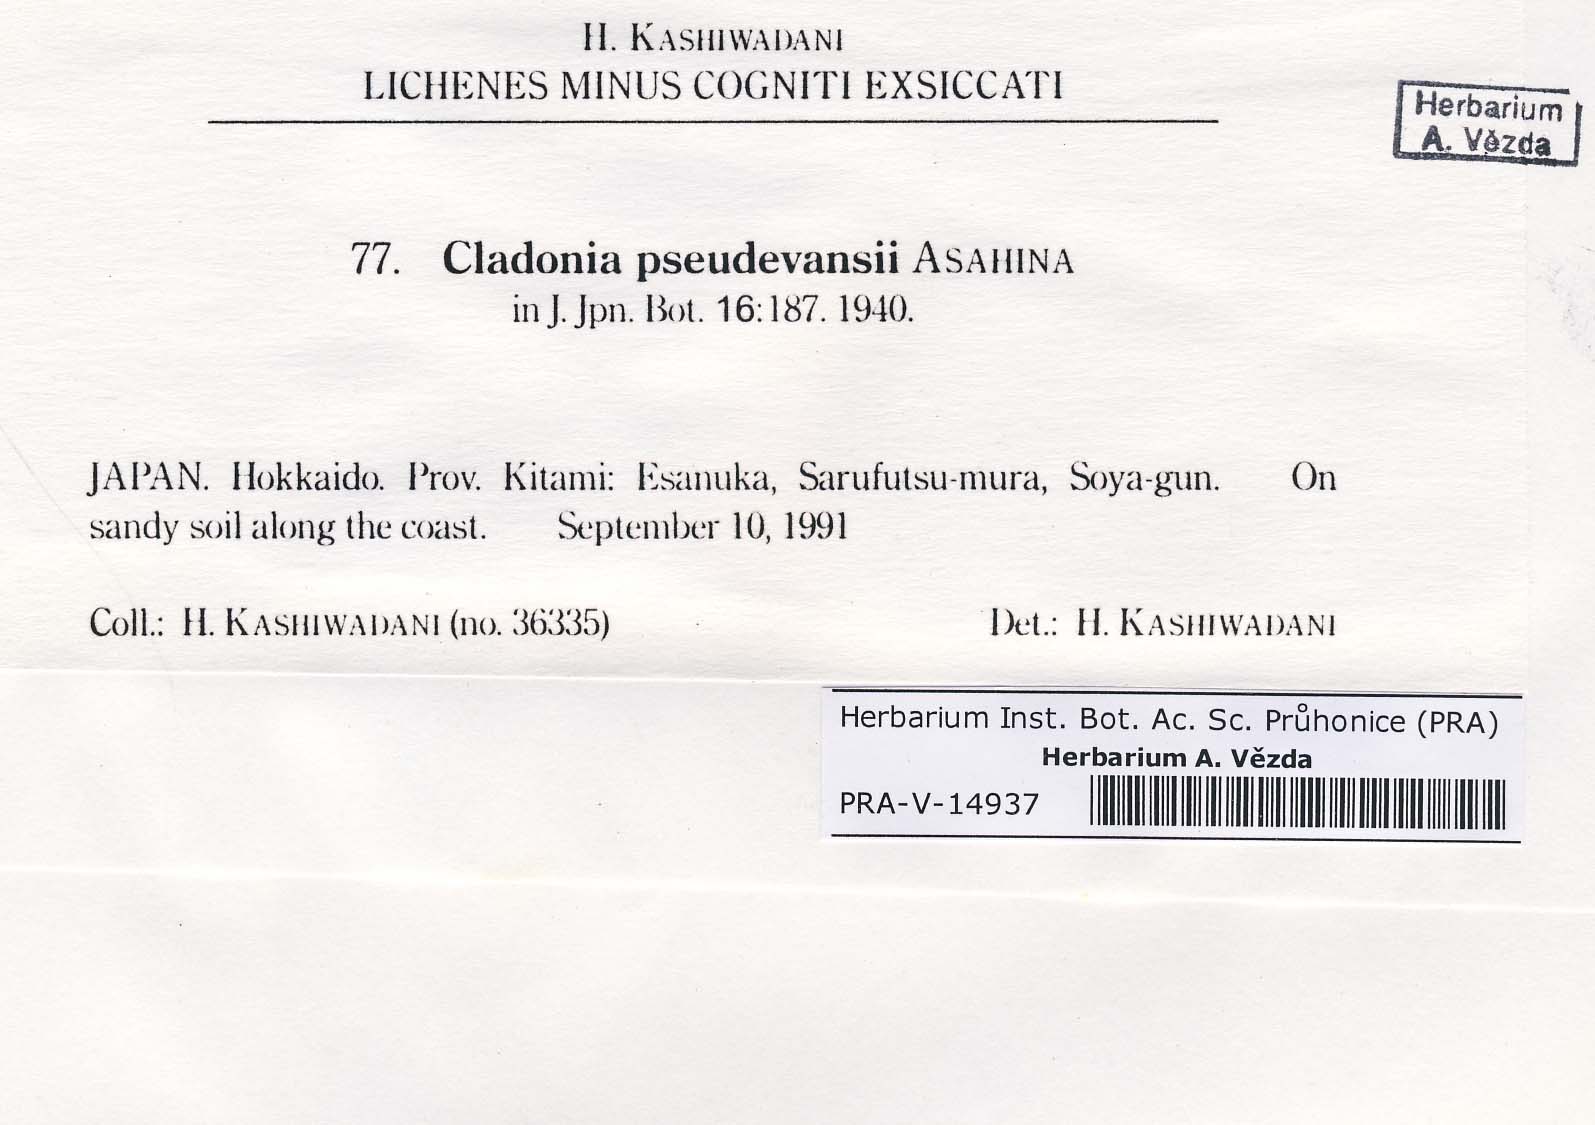 H. KASHIWADANI
LICHENES MINUS COGNITI EXSICCATI
Herbarium
A. Vězda
77. Cladonia pseudevansii ASAHINA
in J. Jpn. Bot. 16:187. 1940.
JAPAN. Hokkaido. Prov. Kitami: Esanuka, Sarufutsu-mura, Soya-gun. On
sandy soil along the coast. September 10, 1991
Coll.: H. KASHIWADANI (no. 36335) Det.: H. KASHIWADANI
Herbarium Inst. Bot. Ac. Sc. Průhonice (PRA)
Herbarium A. Vězda
PRA-V-14937